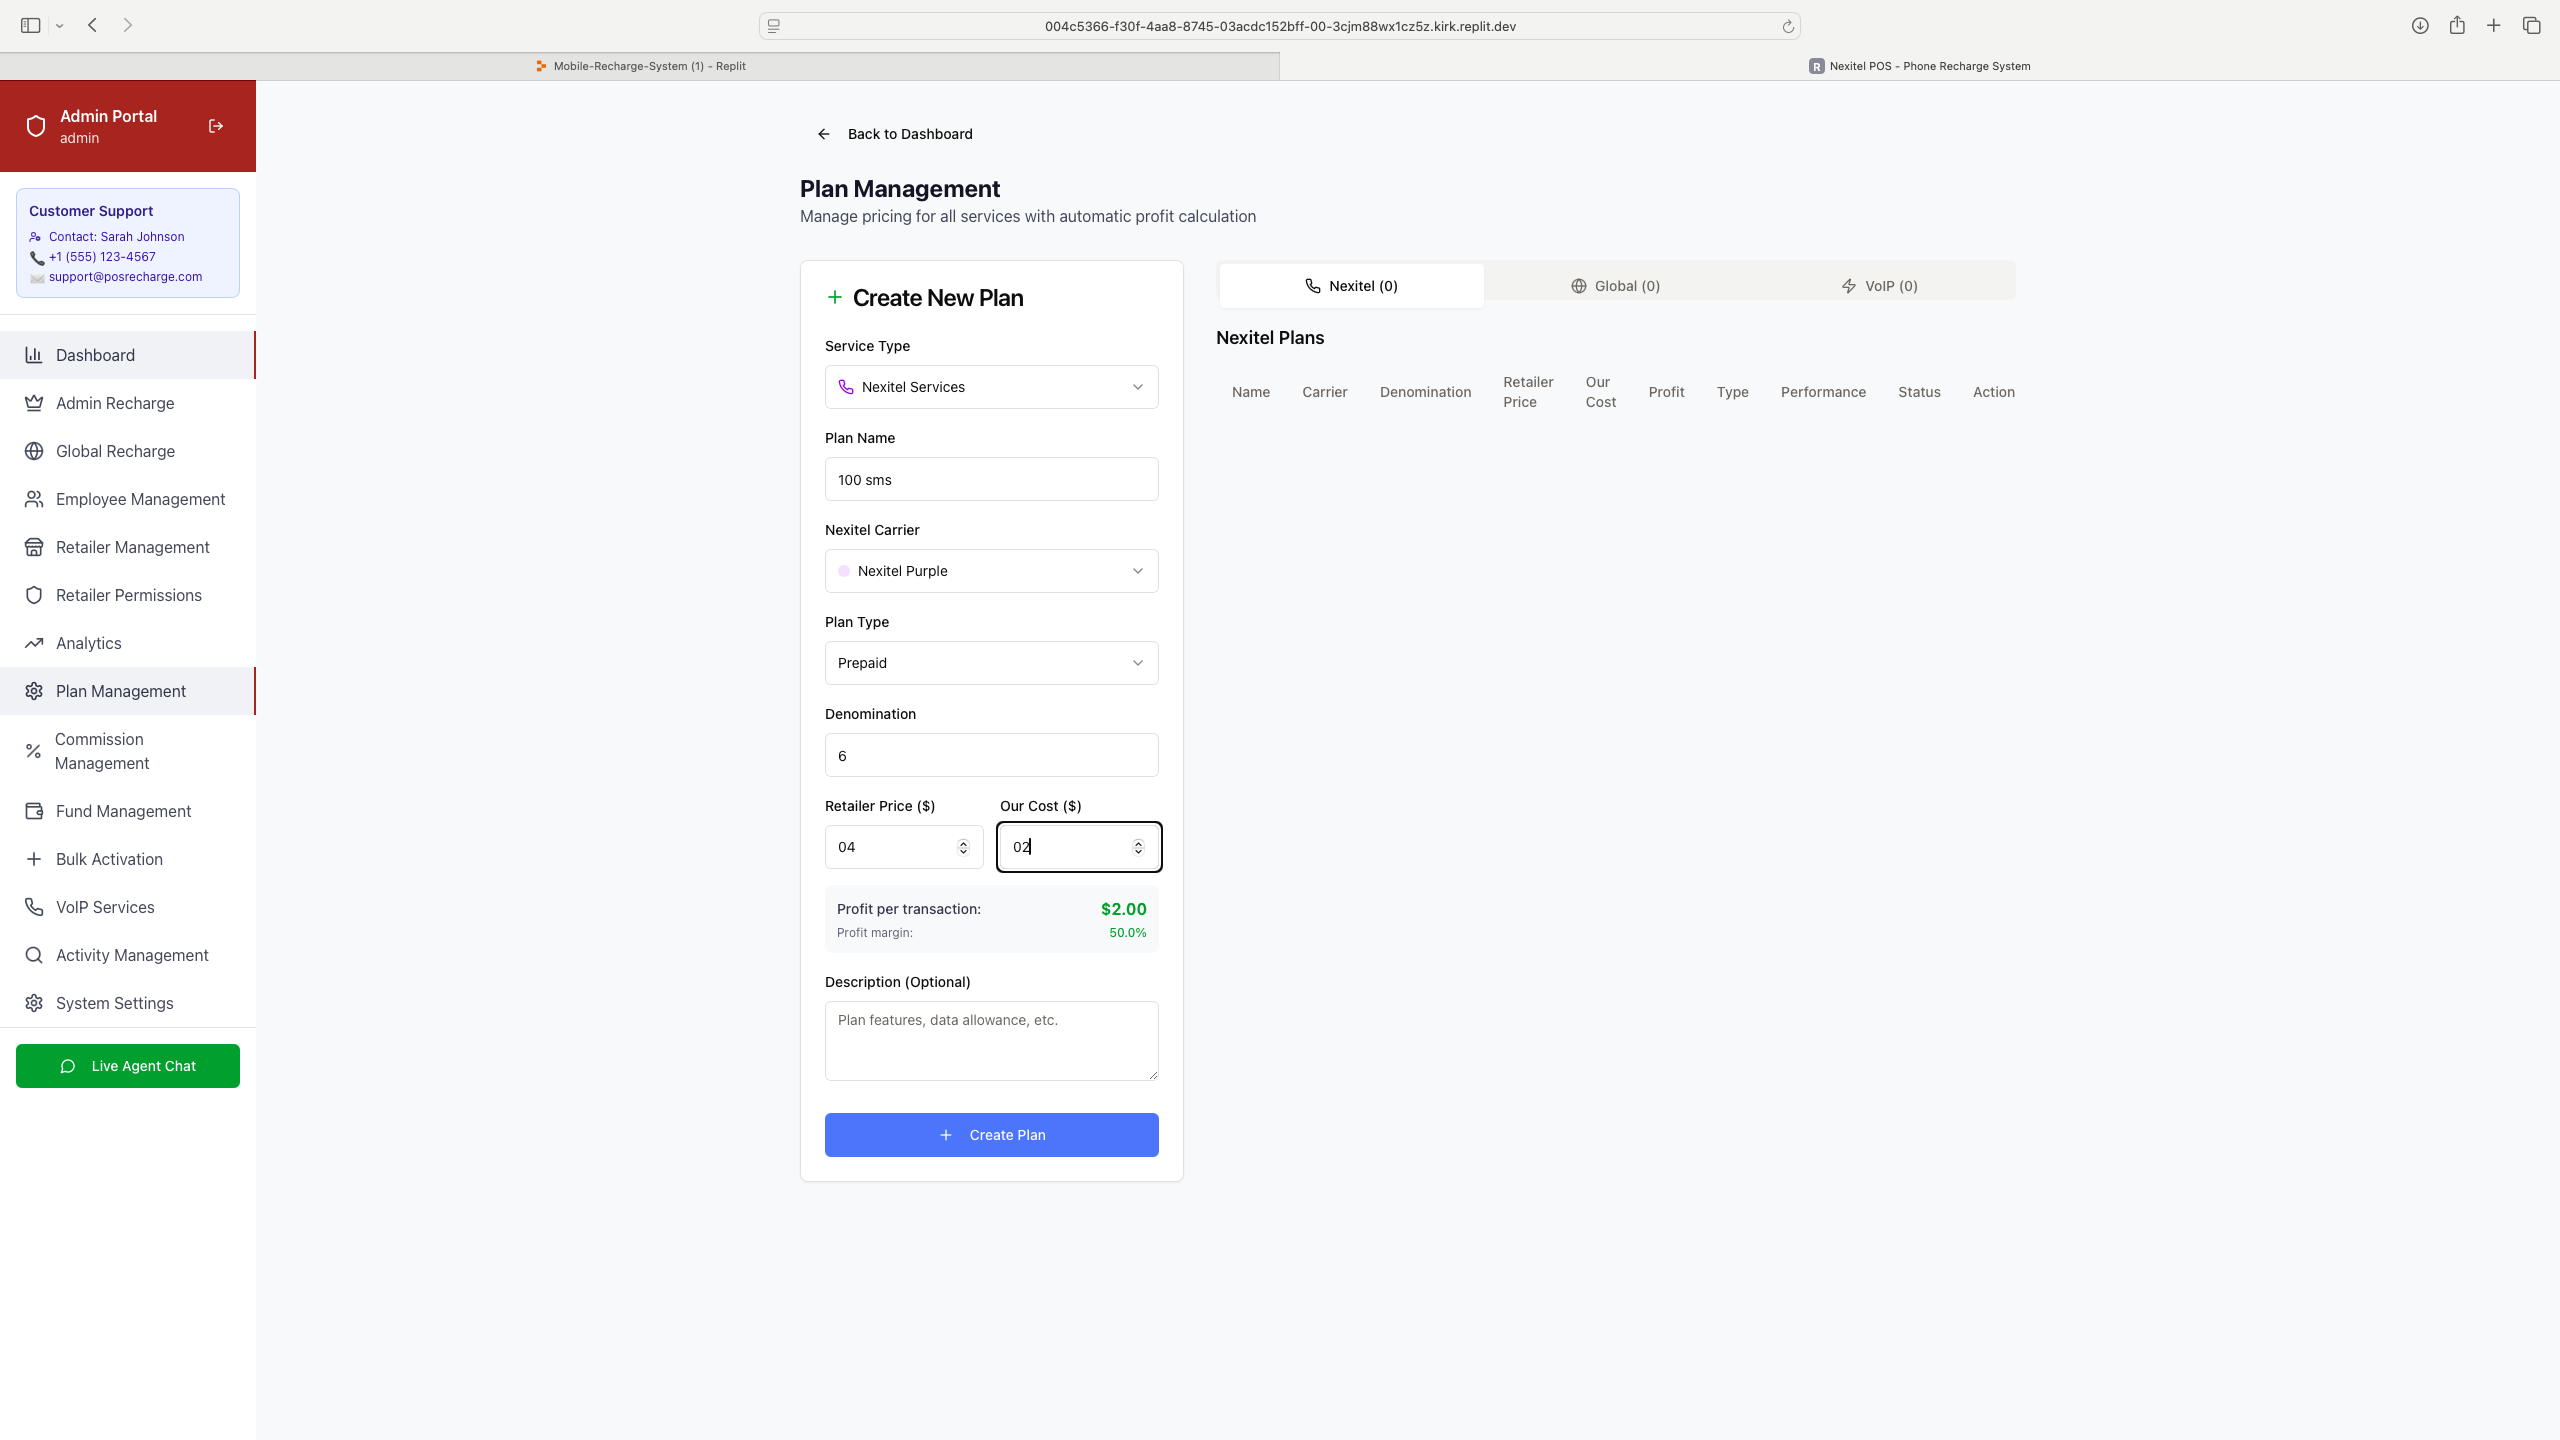 004c5366-f30f-4aa8-8745-03acdc152bff-00-3cjm88wx1cz5z.kirk.replit.dev
Mobile-Recharge-System (1) - Replit
R Nexitel POS - Phone Recharge System
Admin Portal
admin
Customer Support
Contact: Sarah Johnson
+1 (555) 123-4567
support@posrecharge.com
Dashboard
Admin Recharge
Global Recharge
Employee Management
Retailer Management
Retailer Permissions
Analytics
Plan Management
Commission
Management
Fund Management
Bulk Activation
VoIP Services
Activity Management
System Settings
Live Agent Chat
Back to Dashboard
Plan Management
Manage pricing for all services with automatic profit calculation
Create New Plan
Service Type
Nexitel Services
Plan Name
100 sms
Nexitel Carrier
Nexitel Purple
Plan Type
Prepaid
Denomination
6
Retailer Price ($) Our Cost ($)
04 02
Profit per transaction: $2.00
Profit margin: 50.0%
Description (Optional)
Plan features, data allowance, etc.
Create Plan
Nexitel (0) Global (0) VoIP (0)
Nexitel Plans
Name Carrier Denomination Retailer Price Our Cost Profit Type Performance Status Action